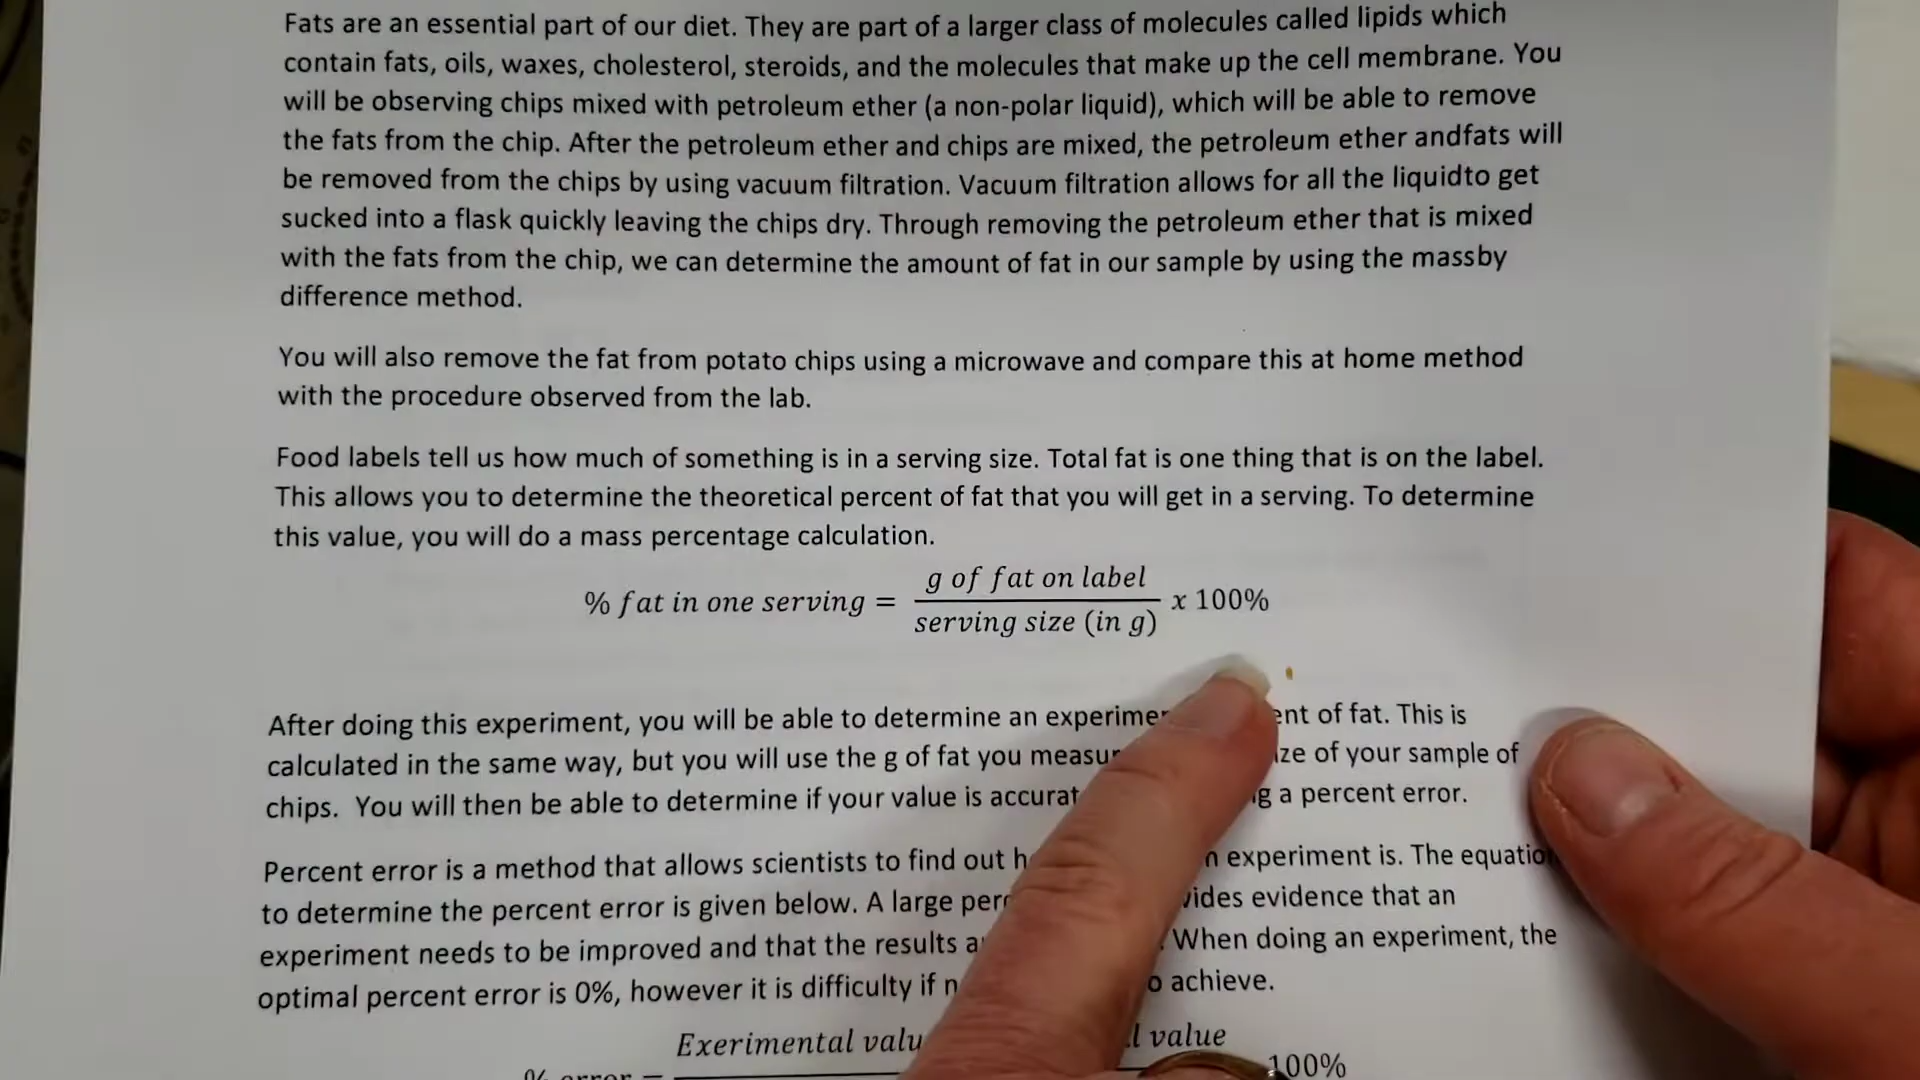 Fats are an essential part of our diet. They are part of a larger class of molecules called lipids which
contain fats, oils, waxes, cholesterol, steroids, and the molecules that make up the cell membrane. You
will be observing chips mixed with petroleum ether (a non-polar liquid), which will be able to remove
the fats from the chip. After the petroleum ether and chips are mixed, the petroleum ether andfats will
be removed from the chips by using vacuum filtration. Vacuum filtration allows for all the liquidto get
sucked into a flask quickly leaving the chips dry. Through removing the petroleum ether that is mixed
with the fats from the chip, we can determine the amount of fat in our sample by using the massby
difference method.
You will also remove the fat from potato chips using a microwave and compare this at home method
with the procedure observed from the lab.
Food labels tell us how much of something is in a serving size. Total fat is one thing that is on the label.
This allows you to determine the theoretical percent of fat that you will get in a serving. To determine
this value, you will do a mass percentage calculation.
g of fat on label
% fat in one serving = x 100%
serving size (in g)
After doing this experiment, you will be able to determine an of fat. This is
calculated in the same way, but you will use the g of fat you of your sample of
chips. You will then be able to determine if your value is a percent error.
Percent error is a method that allows scientists to find out experiment is. The
to determine the percent error is given below. A large evidence that an
experiment needs to be improved and that the results When doing an experiment, the
optimal percent error is 0%, however it is difficulty if achieve.
Exerimental value
% error = 100%